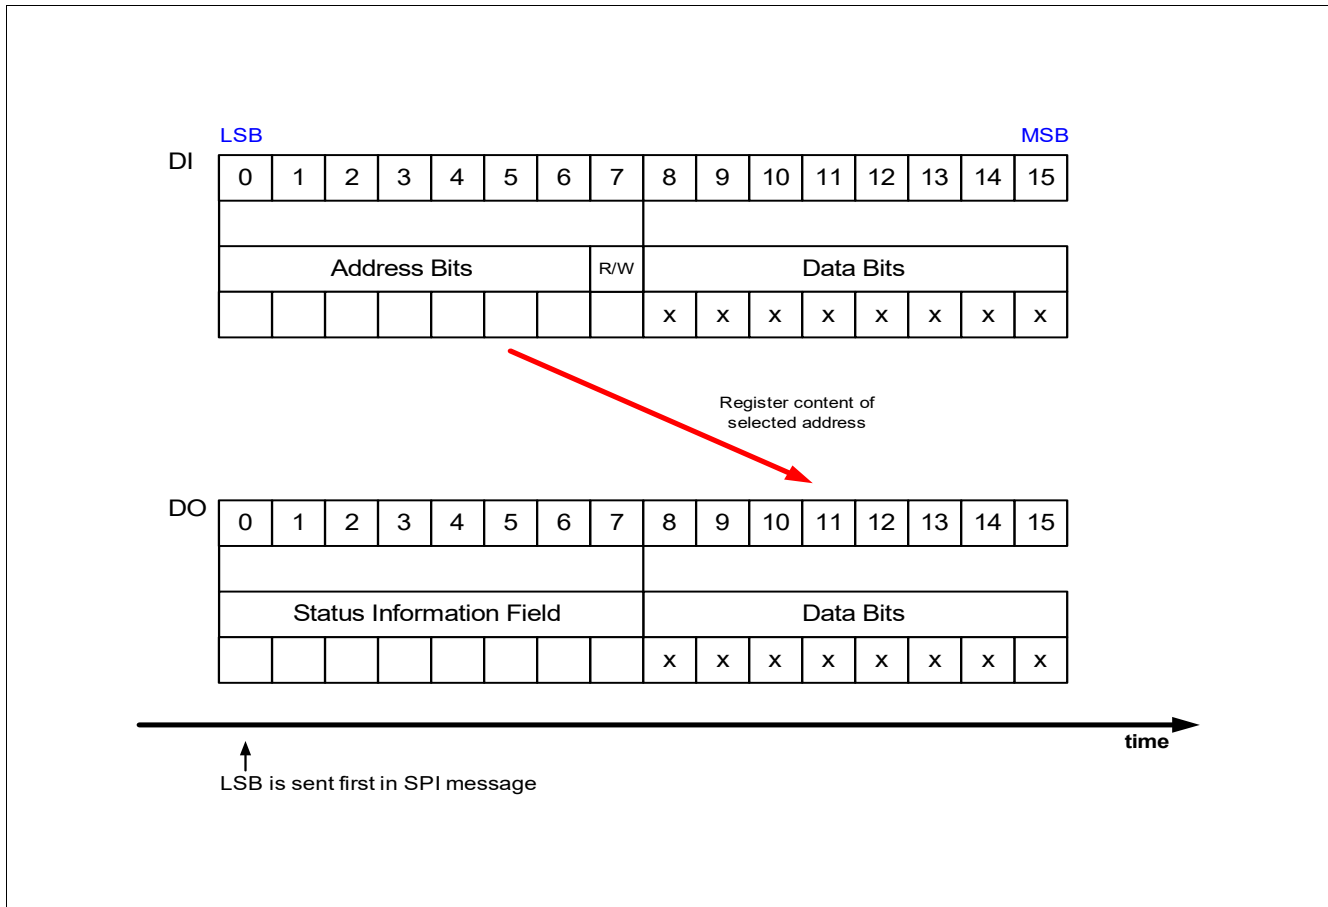 LSB MSB
DI
0 1 2 3 4 5 6 7 8 9 10 11 12 13 14 15
Address Bits R/W Data Bits
x x x x x x x x
Register content of
selected address
DO
0 1 2 3 4 5 6 7 8 9 10 11 12 13 14 15
Status Information Field Data Bits
x x x x x x x x
time
LSB is sent first in SPI message